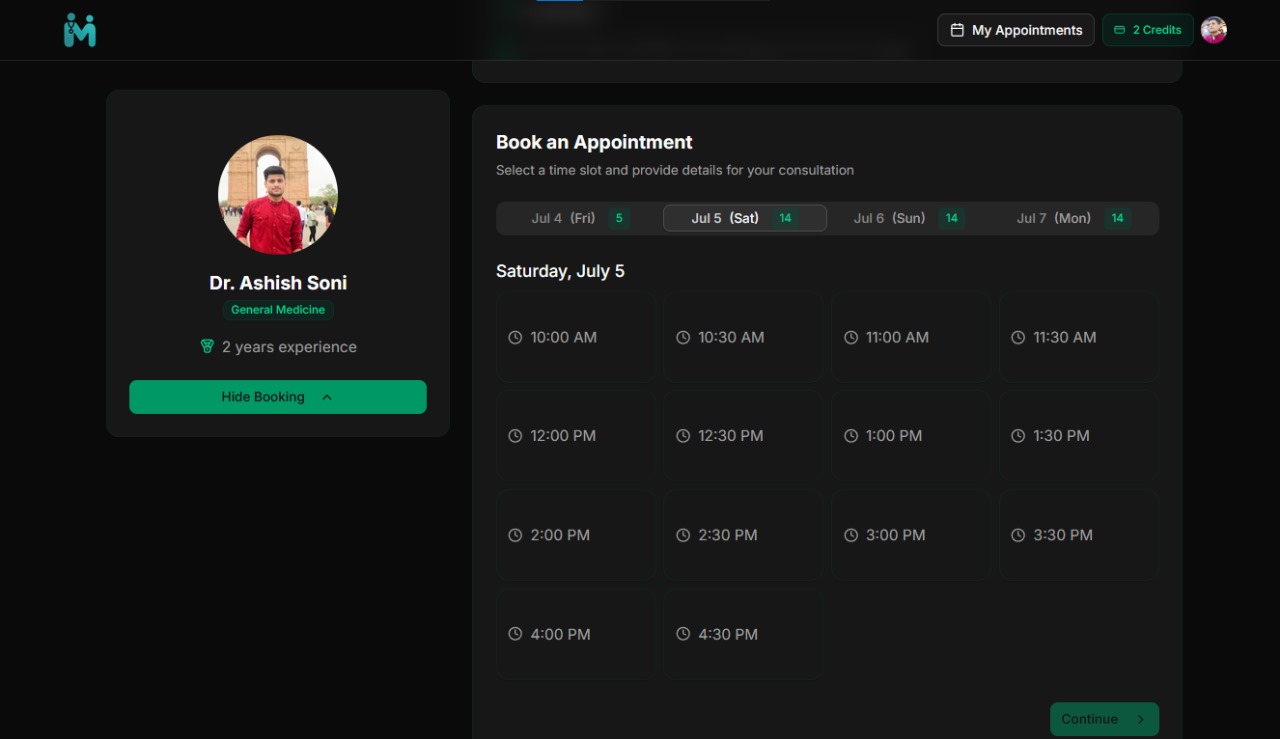 My Appointments
2 Credits
Dr. Ashish Soni
General Medicine
2 years experience
Hide Booking
Book an Appointment
Select a time slot and provide details for your consultation
Jul 4 (Fri) 5 Jul 5 (Sat) 14 Jul 6 (Sun) 14 Jul 7 (Mon) 14
Saturday, July 5
10:00 AM 10:30 AM 11:00 AM 11:30 AM
12:00 PM 12:30 PM 1:00 PM 1:30 PM
2:00 PM 2:30 PM 3:00 PM 3:30 PM
4:00 PM 4:30 PM
Continue